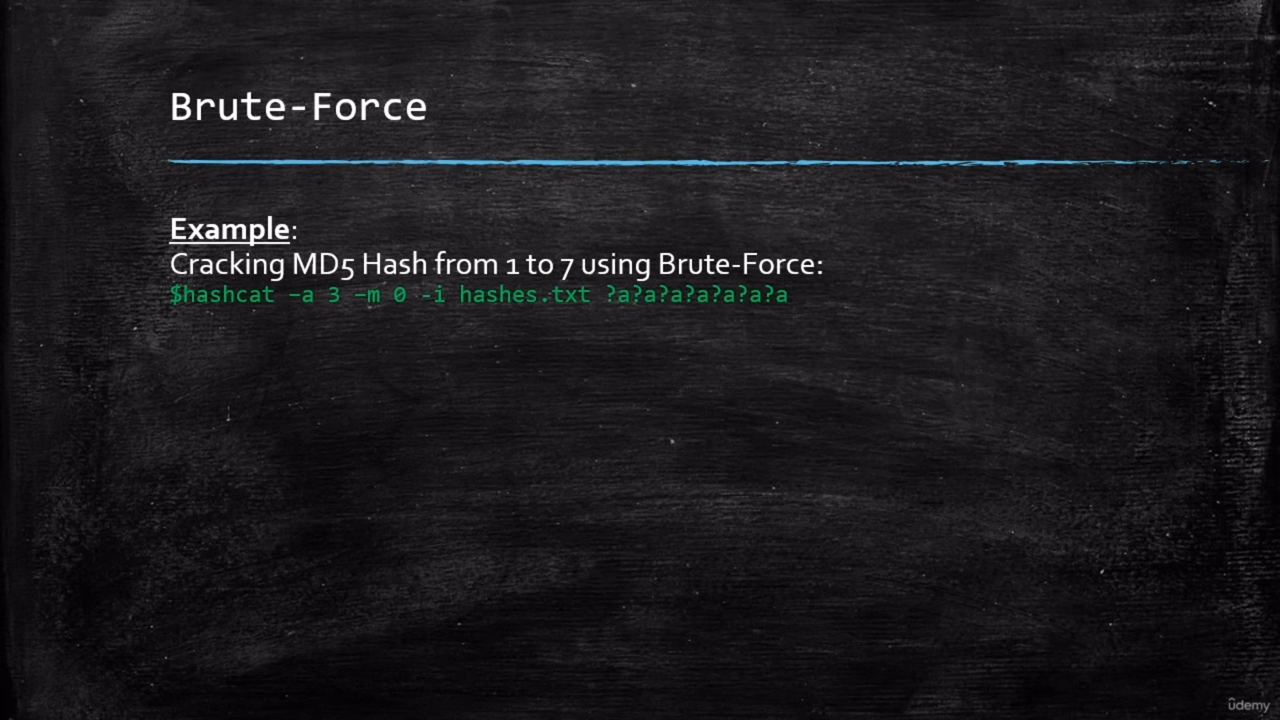 Brute-Force
Example:
Cracking MD5 Hash from 1 to 7 using Brute-Force:
$hashcat –a 3 –m 0 -i hashes.txt ?a?a?a?a?a?a?a
ûdemy